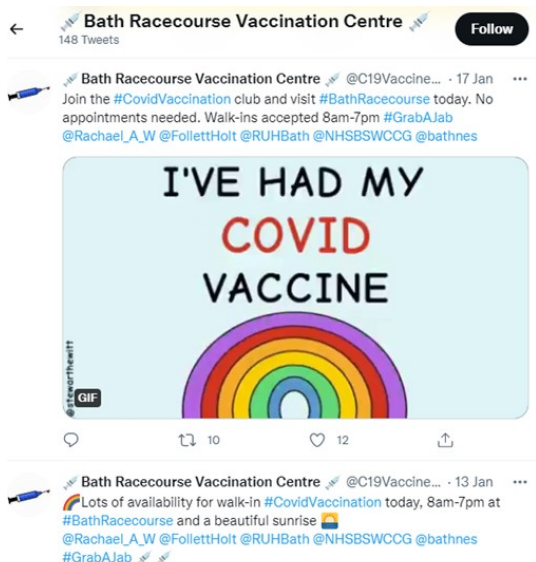 Bath Racecourse Vaccination Centre
148 Tweets
Follow
Bath Racecourse Vaccination Centre @C19Vaccine... · 17 Jan
Join the #CovidVaccination club and visit #BathRacecourse today. No
appointments needed. Walk-ins accepted 8am-7pm #GrabAJab
@Rachael_A_W @FollettHolt @RUHBath @NHSBSWCCG @bathnes
I'VE HAD MY
COVID
VACCINE
@stewarthewitt
GIF
10
12
Bath Racecourse Vaccination Centre @C19Vaccine... · 13 Jan
Lots of availability for walk-in #CovidVaccination today, 8am-7pm at
#BathRacecourse and a beautiful sunrise
@Rachael_A_W @FollettHolt @RUHBath @NHSBSWCCG @bathnes
#GrabAJab